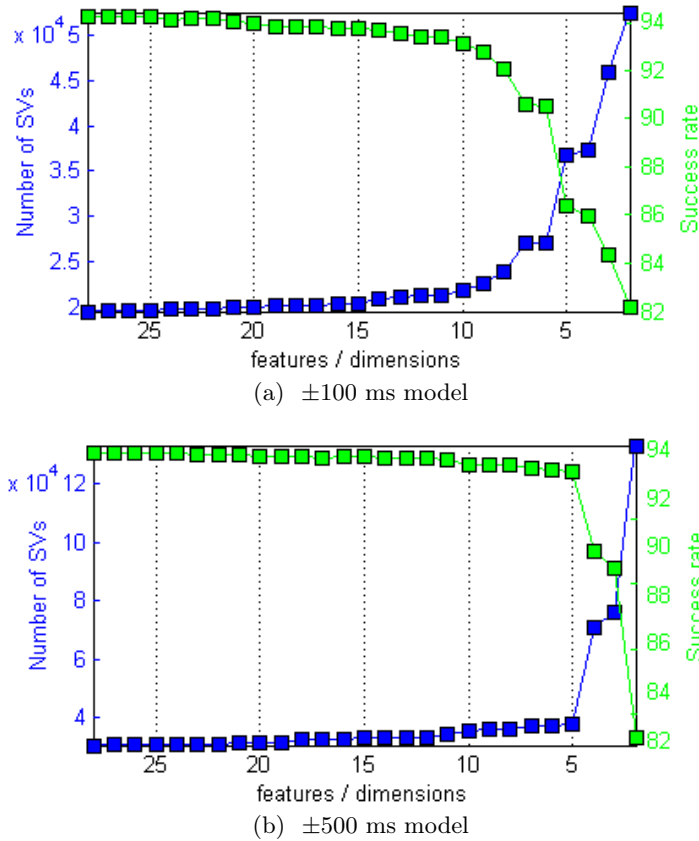 x 10⁴
5
4.5
4
3.5
3
2.5
2
Number of SVs
94
92
90
88
86
84
82
Success rate
25 20 15 10 5
features / dimensions
(a) ±100 ms model
x 10⁴
12
10
8
6
4
Number of SVs
94
92
90
88
86
84
82
Success rate
25 20 15 10 5
features / dimensions
(b) ±500 ms model